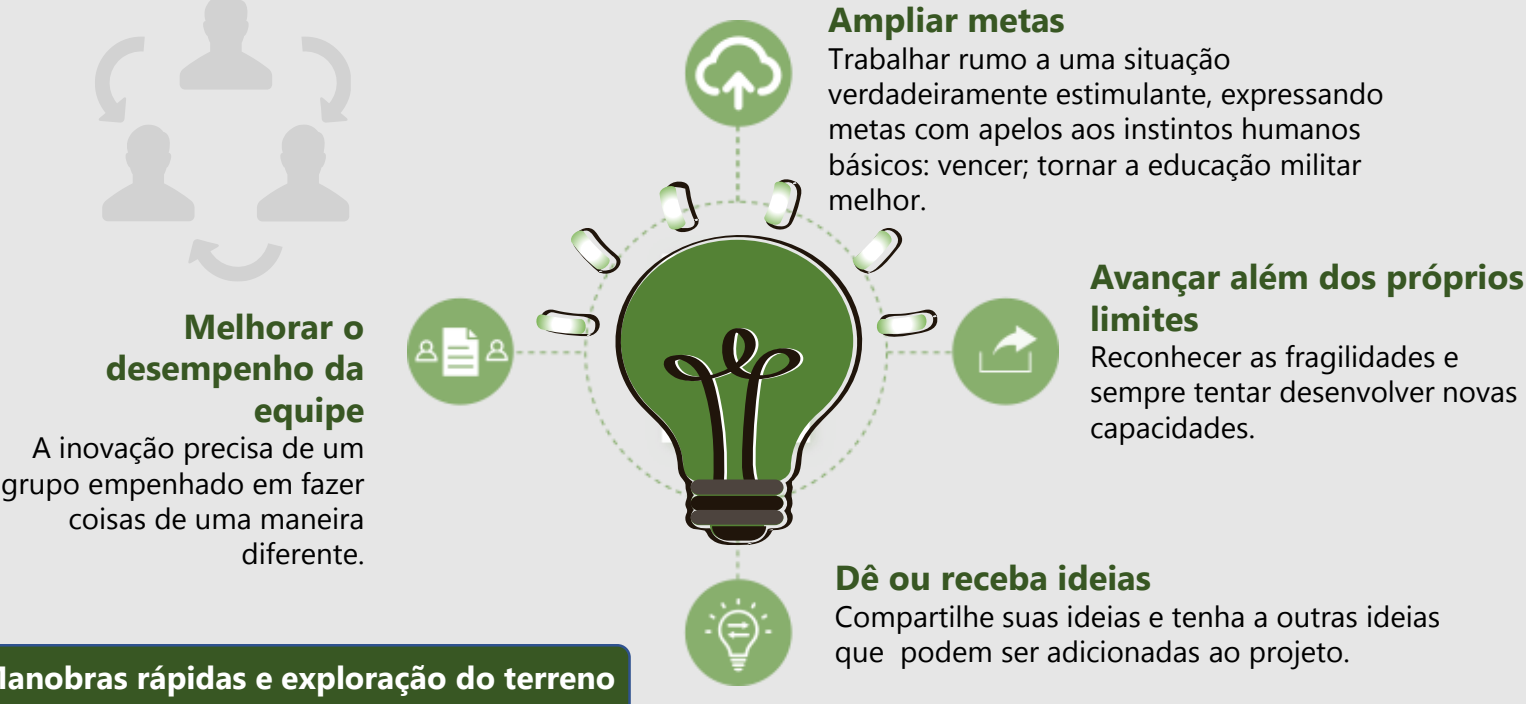 Ampliar metas
Trabalhar rumo a uma situação
verdadeiramente estimulante, expressando
metas com apelos aos instintos humanos
básicos: vencer; tornar a educação militar
melhor.
Avançar além dos próprios
limites
Reconhecer as fragilidades e
sempre tentar desenvolver novas
capacidades.
Melhorar o
desempenho da
equipe
A inovação precisa de um
grupo empenhado em fazer
coisas de uma maneira
diferente.
Dê ou receba ideias
Compartilhe suas ideias e tenha a outras ideias
que podem ser adicionadas ao projeto.
Manobras rápidas e exploração do terreno